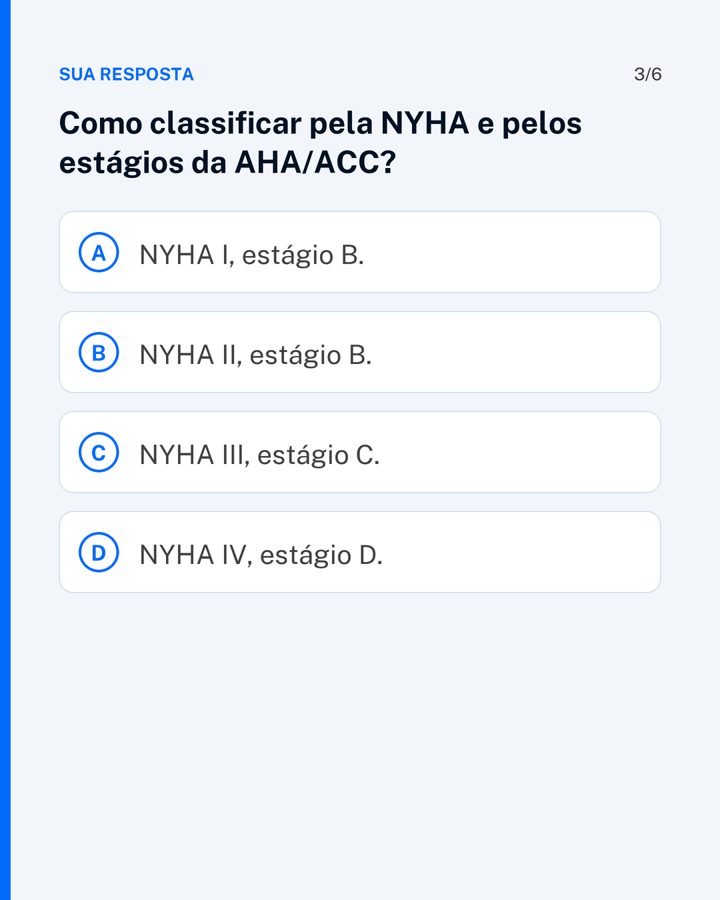 SUA RESPOSTA
3/6
Como classificar pela NYHA e pelos
estágios da AHA/ACC?
A
NYHA I, estágio B.
B
NYHA II, estágio B.
C
NYHA III, estágio C.
D
NYHA IV, estágio D.